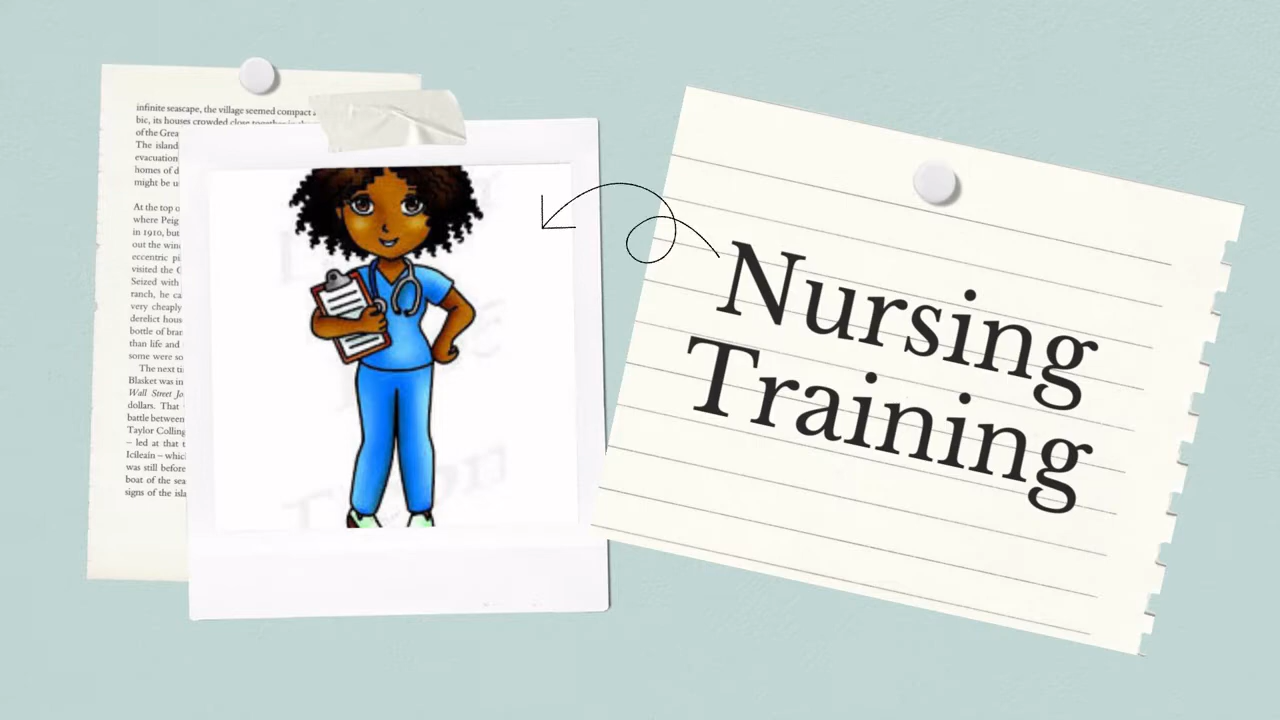 infinite seascape, the village seemed compact
bic, its houses crowded close together in
of the Grea
The island
evacuation
homes of d
might be u
At the top o
where Peig
in 1910, but
out the win
eccentric pi
visited the
Seized with
ranch, he ca
very cheaply
derelict hous
bottle of bran
than life and
some were so
The next ti
Blasket was in
Wall Street Jo
dollars. That
battle between
Taylor Colling
– led at that t
Icileain – whic
was still before
boat of the sea
signs of the isla
Nursing
Training